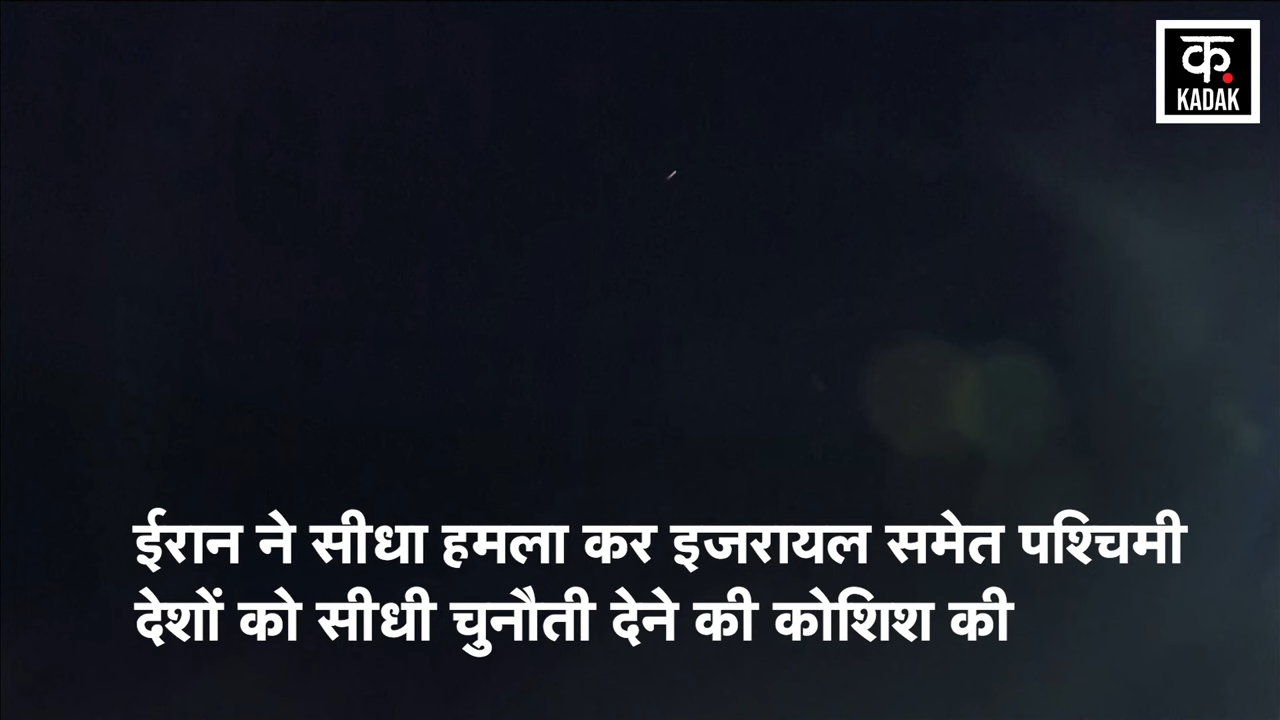 क.
KADAK
ईरान ने सीधा हमला कर इजरायल समेत पश्चिमी
देशों को सीधी चुनौती देने की कोशिश की